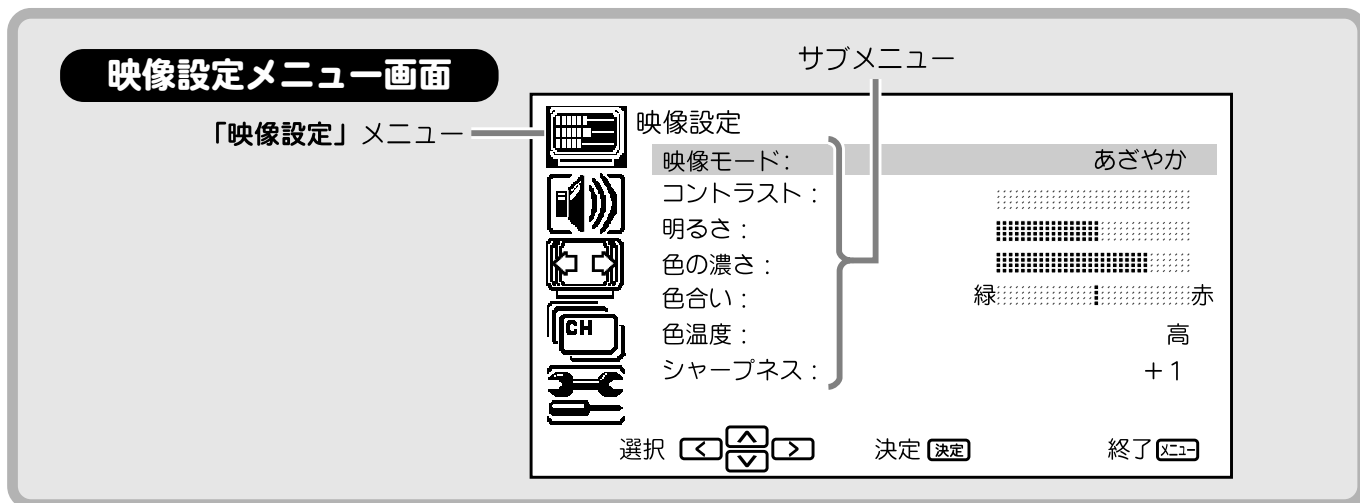 映像設定メニュー画面
サブメニュー
「映像設定」メニュー
映像設定
映像モード: あざやか
コントラスト:
明るさ:
色の濃さ:
色合い: 緑 赤
色温度: 高
シャープネス: +1
CH
選択 決定 決定 終了 メニュー